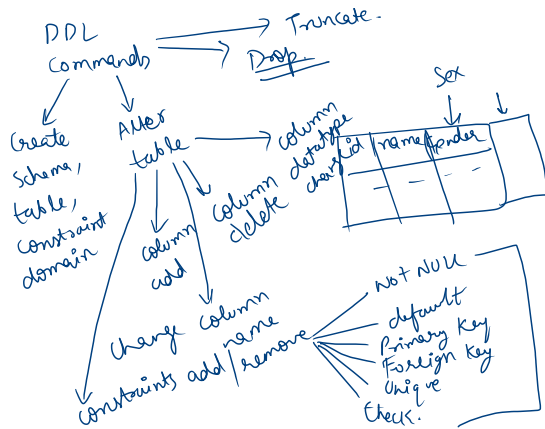 DDL
Commands
Truncate.
Drop.
Create
schema,
table,
constraint
domain
Alter
table
column
add
column
delete
column
datatype
change
Sex
id name Gender
change column
name
constraints add/remove
Not NULL
default
Primary Key
Foreign Key
Unique
Check.